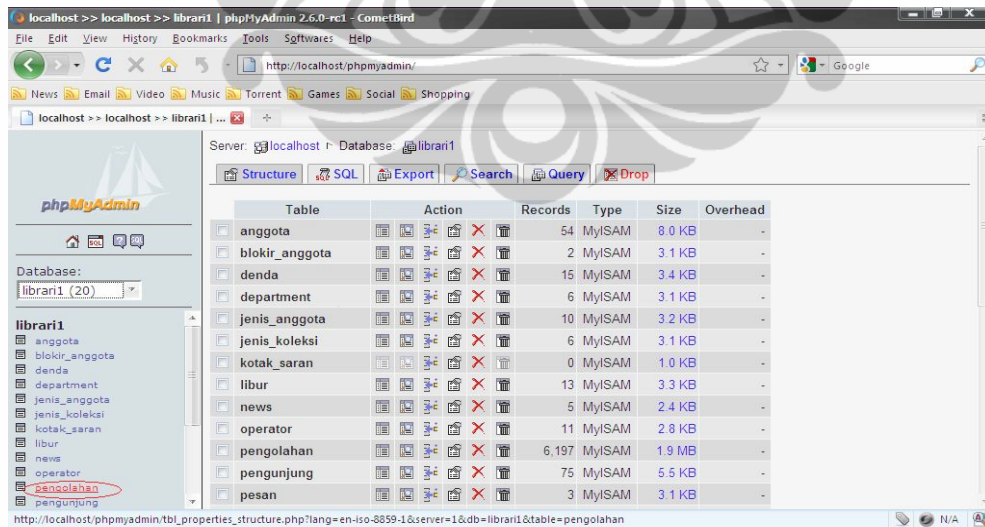 localhost >> localhost >> librari1 | phpMyAdmin 2.6.0-rc1 - CometBird
File Edit View History Bookmarks Tools Softwares Help
http://localhost/phpmyadmin/
Google
News Email Video Music Torrent Games Social Shopping
localhost >> localhost >> librari1 | ...
phpMyAdmin
SQL
Database:
librari1 (20)
librari1
anggota
blokir_anggota
denda
department
jenis_anggota
jenis_koleksi
kotak_saran
libur
news
operator
pengolahan
pengunjung
Server: localhost Database: librari1
Structure SQL Export Search Query Drop
Table Action Records Type Size Overhead
anggota 54 MyISAM 8.0 KB -
blokir_anggota 2 MyISAM 3.1 KB -
denda 15 MyISAM 3.4 KB -
department 6 MyISAM 3.1 KB -
jenis_anggota 10 MyISAM 3.2 KB -
jenis_koleksi 6 MyISAM 3.1 KB -
kotak_saran 0 MyISAM 1.0 KB -
libur 13 MyISAM 3.3 KB -
news 5 MyISAM 2.4 KB -
operator 11 MyISAM 2.8 KB -
pengolahan 6,197 MyISAM 1.9 MB -
pengunjung 75 MyISAM 5.5 KB -
pesan 3 MyISAM 3.1 KB -
http://localhost/phpmyadmin/tbl_properties_structure.php?lang=en-iso-8859-1&server=1&db=librari1&table=pengolahan
N/A